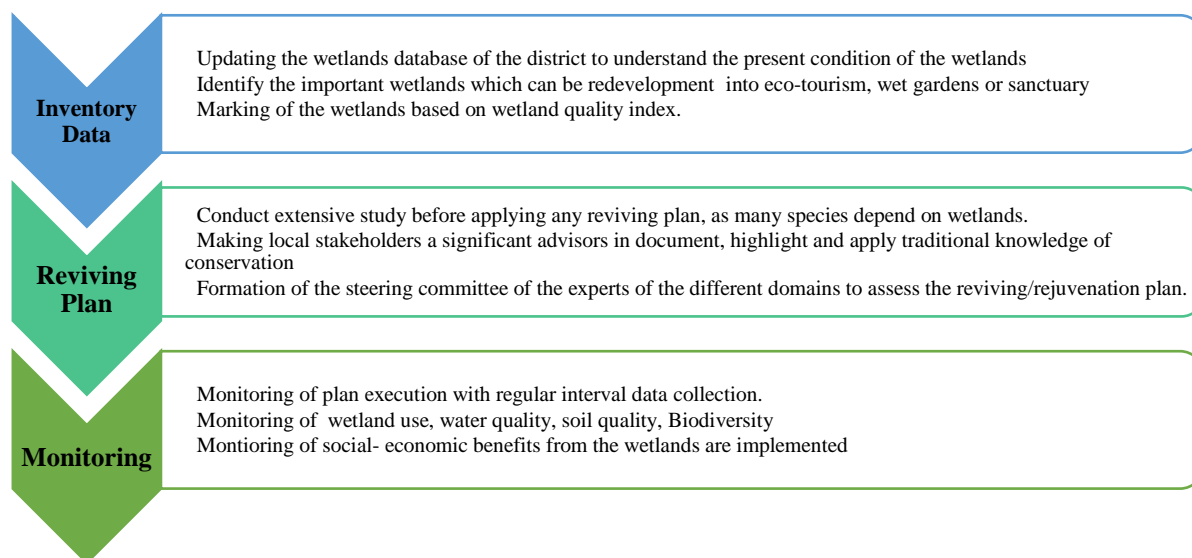 Inventory
Data
Updating the wetlands database of the district to understand the present condition of the wetlands
Identify the important wetlands which can be redevelopment into eco-tourism, wet gardens or sanctuary
Marking of the wetlands based on wetland quality index.
Reviving
Plan
Conduct extensive study before applying any reviving plan, as many species depend on wetlands.
Making local stakeholders a significant advisors in document, highlight and apply traditional knowledge of
conservation
Formation of the steering committee of the experts of the different domains to assess the reviving/rejuvenation plan.
Monitoring
Monitoring of plan execution with regular interval data collection.
Monitoring of wetland use, water quality, soil quality, Biodiversity
Montioring of social- economic benefits from the wetlands are implemented